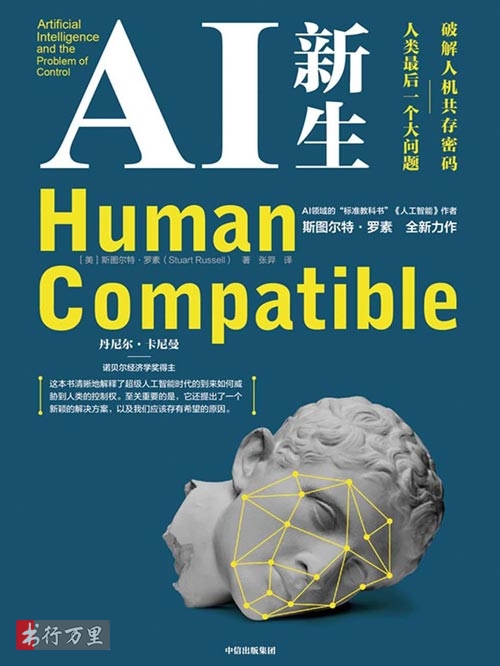 Artificial
Intelligence
and the
Problem of
Control
AI
新生
破解人机共存密码
人类最后一个大问题
Human
AI领域的“标准教科书”《人工智能》作者
斯图尔特·罗素 全新力作
[美]斯图尔特·罗素(Stuart Russell) 著 张羿 译
Compatible
丹尼尔·卡尼曼
诺贝尔经济学奖得主
这本书清晰地解释了超级人工智能时代的到来如何威
胁到人类的控制权。至关重要的是,它还提出了一个
新颖的解决方案,以及我们应该存有希望的原因。
书行万里
中信出版集团